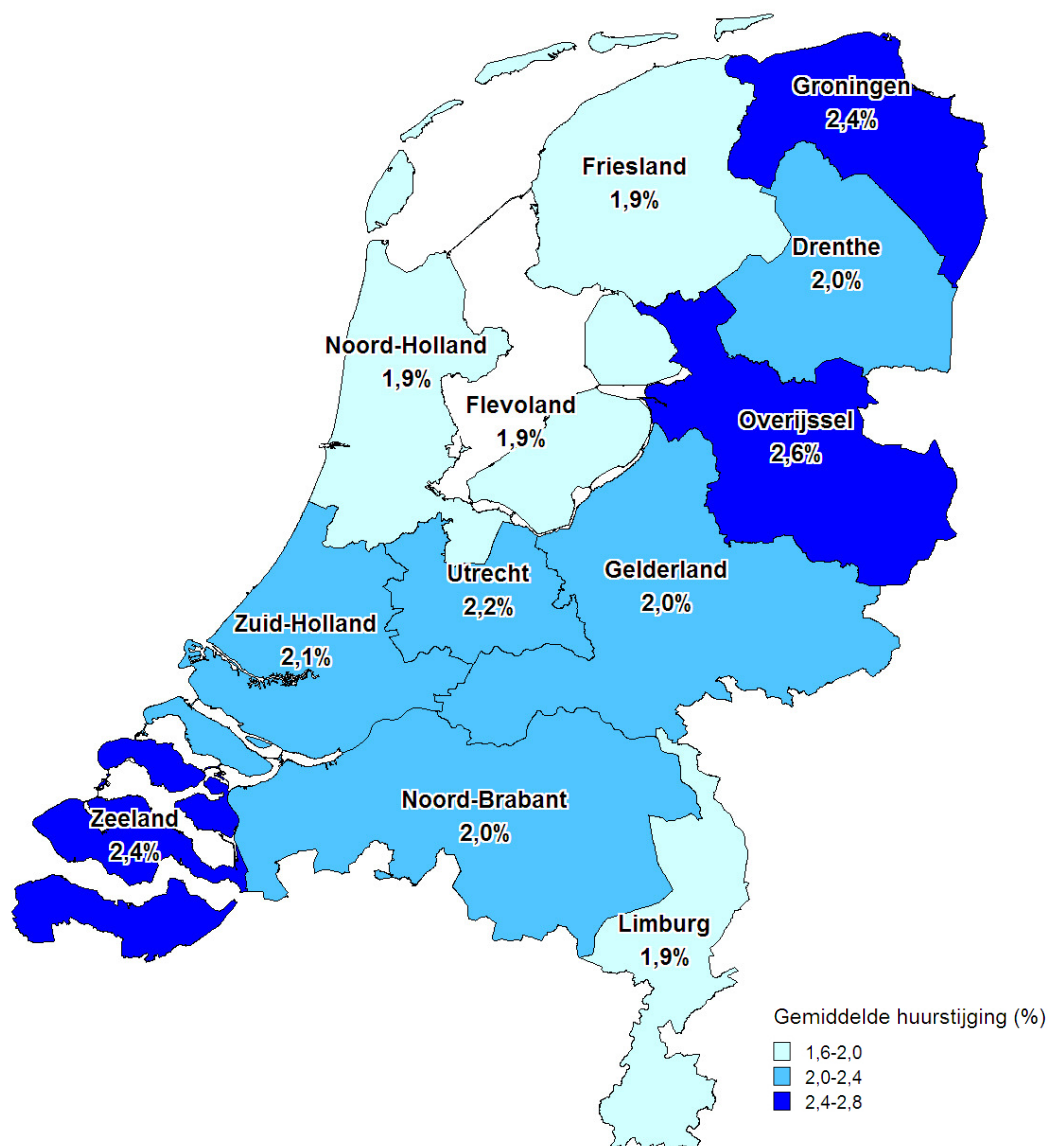 Groningen
2,4%
Friesland
1,9%
Drenthe
2,0%
Noord-Holland
1,9%
Flevoland
1,9%
Overijssel
2,6%
Utrecht
2,2%
Gelderland
2,0%
Zuid-Holland
2,1%
Zeeland
2,4%
Noord-Brabant
2,0%
Limburg
1,9%
Gemiddelde huurstijging (%)
1,6-2,0
2,0-2,4
2,4-2,8